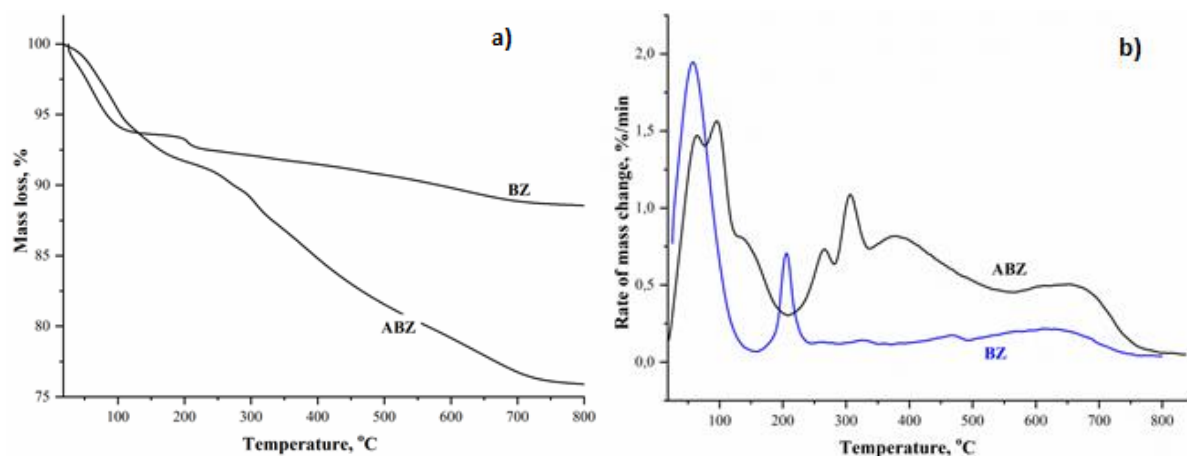 a)
Mass loss, %
100
95
90
85
80
75
BZ
ABZ
100 200 300 400 500 600 700 800
Temperature, °C
b)
Rate of mass change, %/min
2,0
1,5
1,0
0,5
0,0
ABZ
BZ
100 200 300 400 500 600 700 800
Temperature, °C